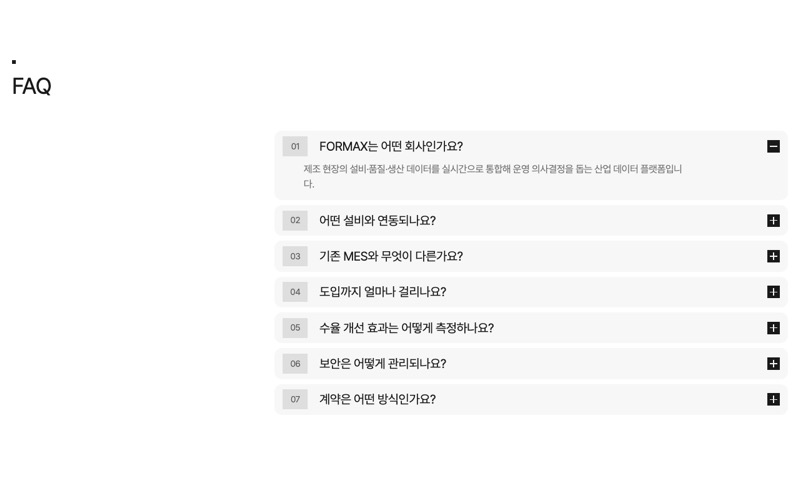 FAQ
01 FORMAX는 어떤 회사인가요?
제조 현장의 설비·품질·생산 데이터를 실시간으로 통합해 운영 의사결정을 돕는 산업 데이터 플랫폼입니
다.
02 어떤 설비와 연동되나요?
03 기존 MES와 무엇이 다른가요?
04 도입까지 얼마나 걸리나요?
05 수율 개선 효과는 어떻게 측정하나요?
06 보안은 어떻게 관리되나요?
07 계약은 어떤 방식인가요?